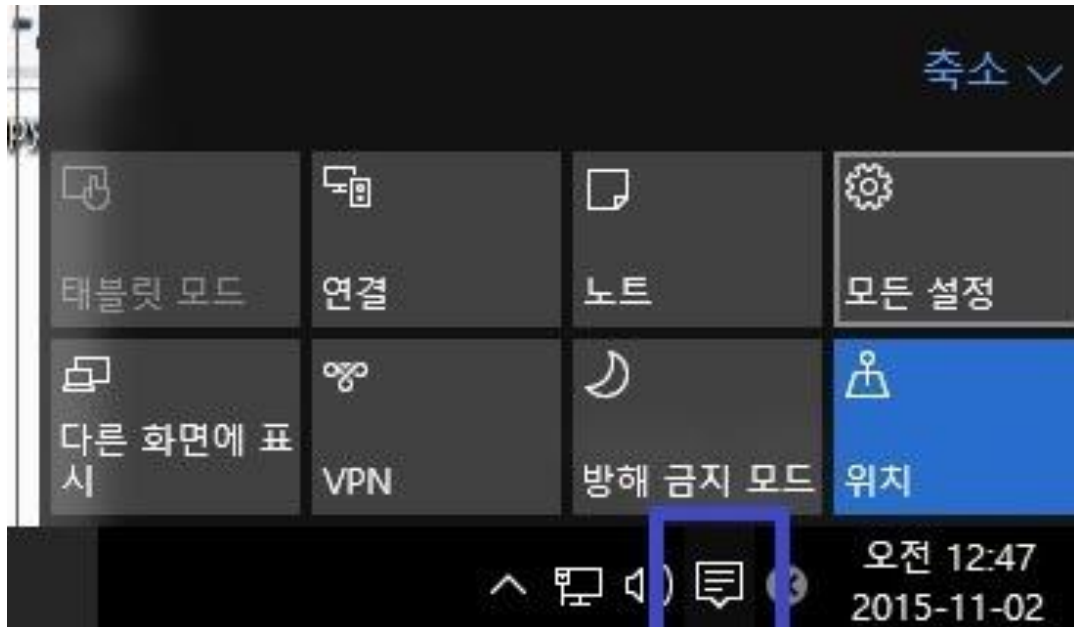 축소
태블릿 모드
연결
노트
모든 설정
다른 화면에 표
시
VPN
방해 금지 모드
위치
오전 12:47
2015-11-02